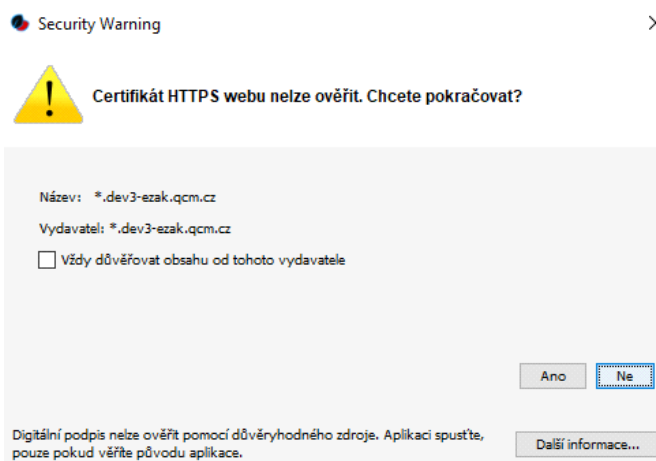 Security Warning
Certifikát HTTPS webu nelze ověřit. Chcete pokračovat?
Název: *.dev3-ezak.qcm.cz
Vydavatel: *.dev3-ezak.qcm.cz
Vždy důvěřovat obsahu od tohoto vydavatele
Ano
Ne
Digitální podpis nelze ověřit pomocí důvěryhodného zdroje. Aplikaci spusťte,
pouze pokud věříte původu aplikace.
Další informace...